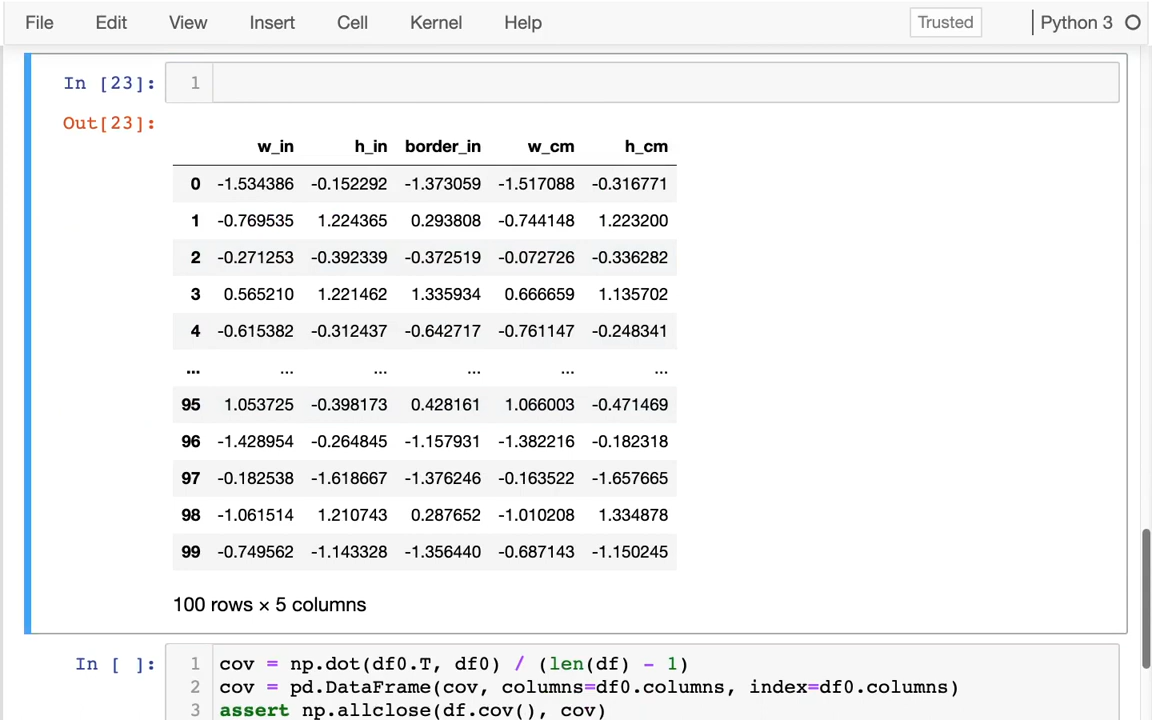 File Edit View Insert Cell Kernel Help Trusted Python 3
In [23]: 1
Out[23]:
w_in h_in border_in w_cm h_cm
0 -1.534386 -0.152292 -1.373059 -1.517088 -0.316771
1 -0.769535 1.224365 0.293808 -0.744148 1.223200
2 -0.271253 -0.392339 -0.372519 -0.072726 -0.336282
3 0.565210 1.221462 1.335934 0.666659 1.135702
4 -0.615382 -0.312437 -0.642717 -0.761147 -0.248341
... ... ... ... ... ...
95 1.053725 -0.398173 0.428161 1.066003 -0.471469
96 -1.428954 -0.264845 -1.157931 -1.382216 -0.182318
97 -0.182538 -1.618667 -1.376246 -0.163522 -1.657665
98 -1.061514 1.210743 0.287652 -1.010208 1.334878
99 -0.749562 -1.143328 -1.356440 -0.687143 -1.150245
100 rows × 5 columns
In [ ]: 1 cov = np.dot(df0.T, df0) / (len(df) - 1)
2 cov = pd.DataFrame(cov, columns=df0.columns, index=df0.columns)
3 assert np.allclose(df.cov(), cov)